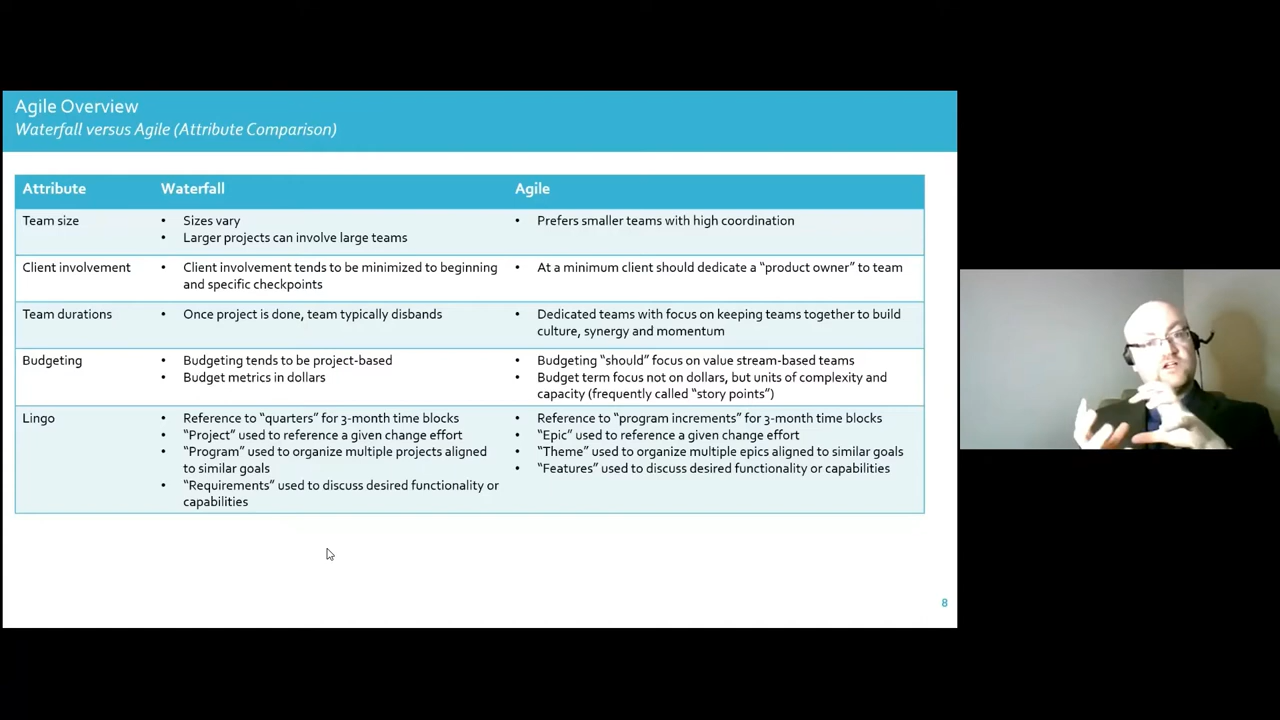 Agile Overview
Waterfall versus Agile (Attribute Comparison)
Attribute Waterfall Agile
Team size
• Sizes vary
• Larger projects can involve large teams
• Prefers smaller teams with high coordination
Client involvement
• Client involvement tends to be minimized to beginning
and specific checkpoints
• At a minimum client should dedicate a “product owner” to team
Team durations
• Once project is done, team typically disbands
• Dedicated teams with focus on keeping teams together to build
culture, synergy and momentum
Budgeting
• Budgeting tends to be project-based
• Budget metrics in dollars
• Budgeting “should” focus on value stream-based teams
• Budget term focus not on dollars, but units of complexity and
capacity (frequently called “story points”)
Lingo
• Reference to “quarters” for 3-month time blocks
• “Project” used to reference a given change effort
• “Program” used to organize multiple projects aligned
to similar goals
• “Requirements” used to discuss desired functionality or
capabilities
• Reference to “program increments” for 3-month time blocks
• “Epic” used to reference a given change effort
• “Theme” used to organize multiple epics aligned to similar goals
• “Features” used to discuss desired functionality or capabilities
8